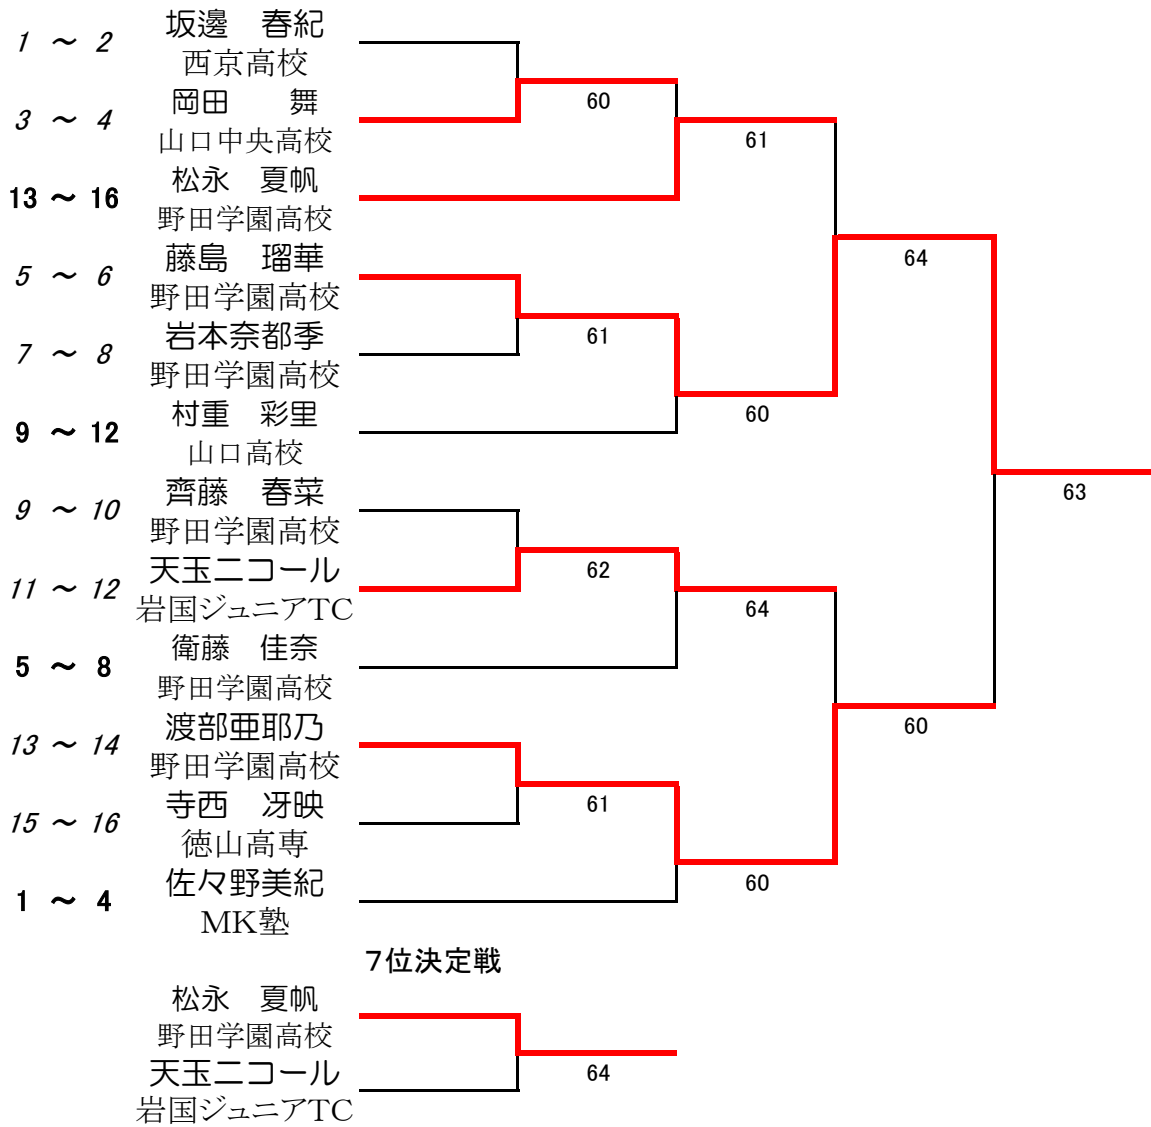 1 ～ 2 坂邊　春紀
西京高校
60
3 ～ 4 岡田　　舞
山口中央高校
61
13 ～ 16 松永　夏帆
野田学園高校
64
5 ～ 6 藤島　瑠華
野田学園高校
61
7 ～ 8 岩本奈都季
野田学園高校
60
9 ～ 12 村重　彩里
山口高校
63
9 ～ 10 齊藤　春菜
野田学園高校
62
11 ～ 12 天玉ニコール
岩国ジュニアTC
64
5 ～ 8 衛藤　佳奈
野田学園高校
60
13 ～ 14 渡部亜耶乃
野田学園高校
61
15 ～ 16 寺西　冴映
徳山高専
60
1 ～ 4 佐々野美紀
MK塾
7位決定戦
松永　夏帆
野田学園高校
64
天玉ニコール
岩国ジュニアTC